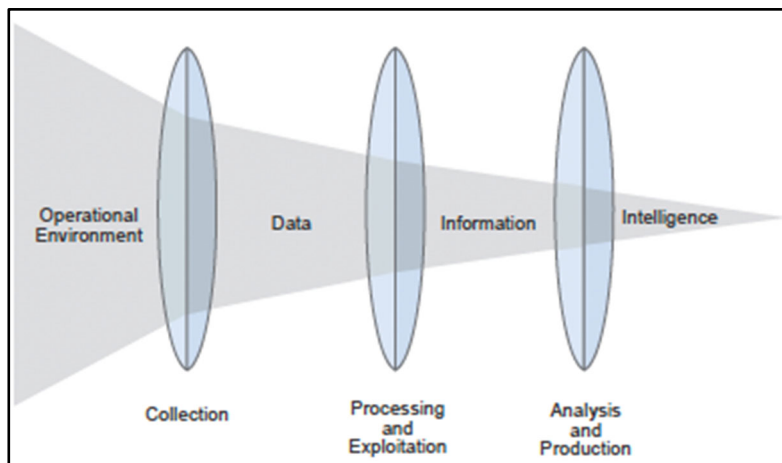 Operational
Environment
Data
Information
Intelligence
Collection
Processing
and
Exploitation
Analysis
and
Production